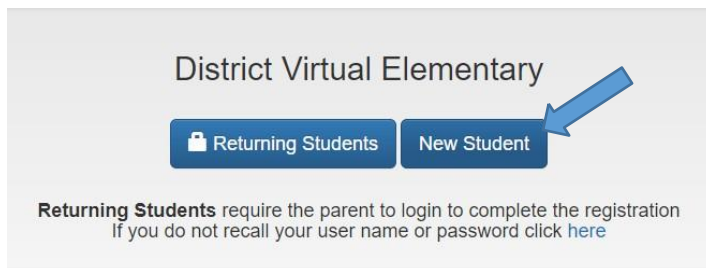 District Virtual Elementary
Returning Students New Student
Returning Students require the parent to login to complete the registration
If you do not recall your user name or password click here